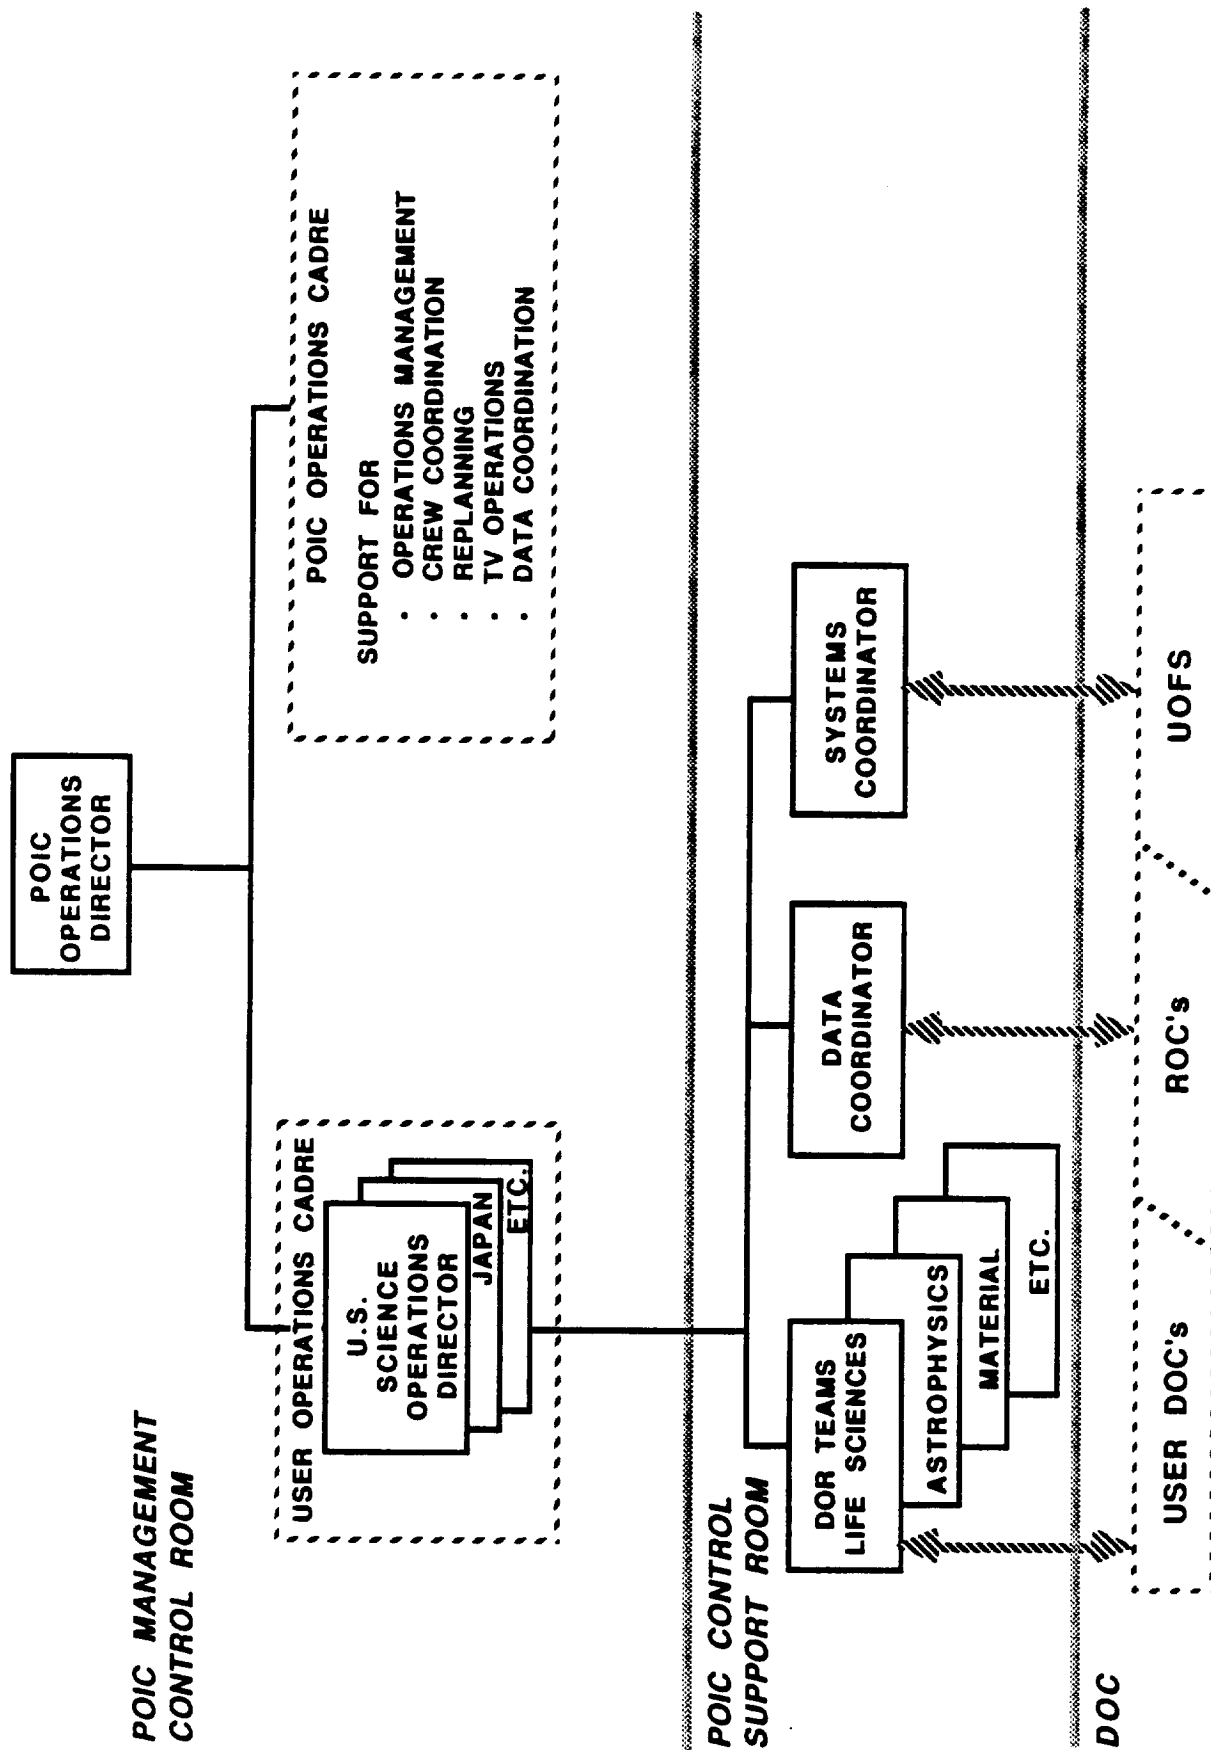 POIC
OPERATIONS
DIRECTOR
POIC MANAGEMENT
CONTROL ROOM
USER OPERATIONS CADRE
U.S.
SCIENCE
OPERATIONS
DIRECTOR
JAPAN
ETC.
POIC OPERATIONS CADRE
SUPPORT FOR
· OPERATIONS MANAGEMENT
· CREW COORDINATION
· REPLANNING
· TV OPERATIONS
· DATA COORDINATION
POIC CONTROL
SUPPORT ROOM
DOR TEAMS
LIFE SCIENCES
ASTROPHYSICS
MATERIAL
ETC.
DATA
COORDINATOR
SYSTEMS
COORDINATOR
DOC
USER DOC's
ROC's
UOFS